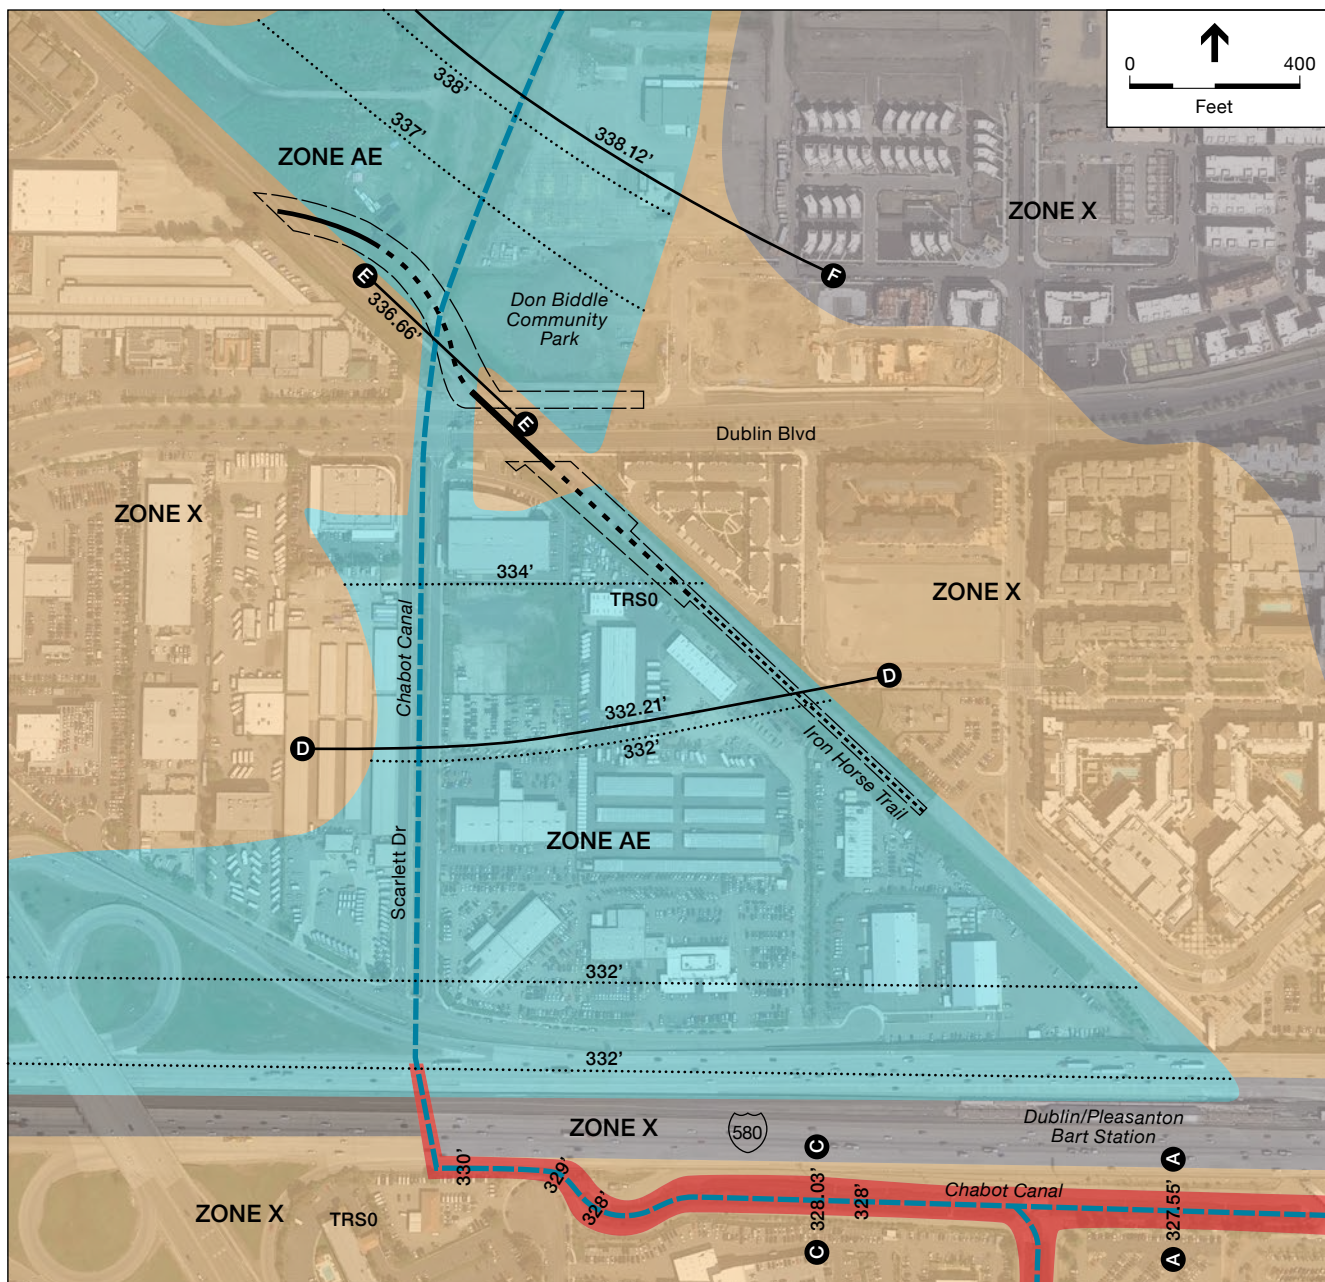 0
400
Feet
338'
338.12'
337'
ZONE AE
ZONE X
E
F
336.66'
Don Biddle
Community
Park
E
Dublin Blvd
ZONE X
334'
TRS0
ZONE X
Chabot Canal
D
332.21'
D
332'
Iron Horse Trail
ZONE AE
Scarlett Dr
332'
332'
ZONE X
580
Dublin/Pleasanton
Bart Station
C
A
330'
329'
328'
328.03'
328'
Chabot Canal
327.55'
ZONE X
TRS0
C
A